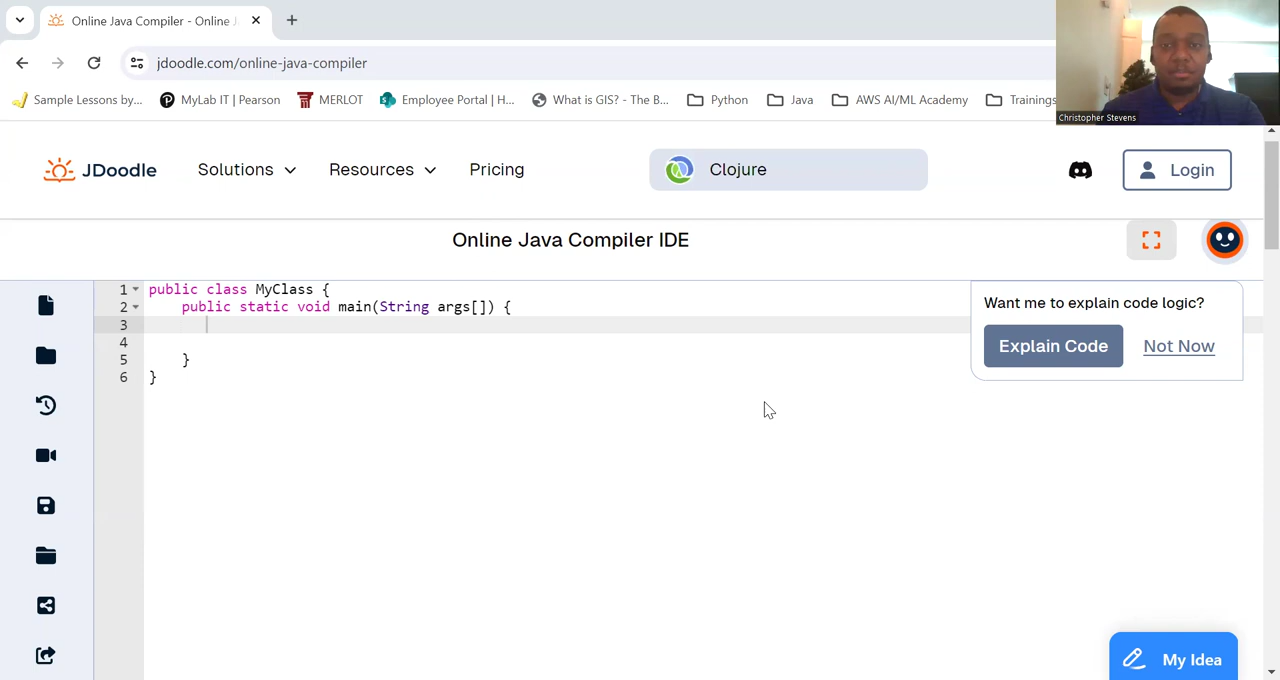 Online Java Compiler - Online J
jdoodle.com/online-java-compiler
Sample Lessons by... MyLab IT | Pearson MERLOT Employee Portal | H... What is GIS? - The B... Python Java AWS AI/ML Academy Trainings
Christopher Stevens
JDoodle Solutions Resources Pricing Clojure Login
Online Java Compiler IDE
1 public class MyClass {
2 public static void main(String args[]) {
3
4
5 }
6 }
Want me to explain code logic?
Explain Code Not Now
My Idea